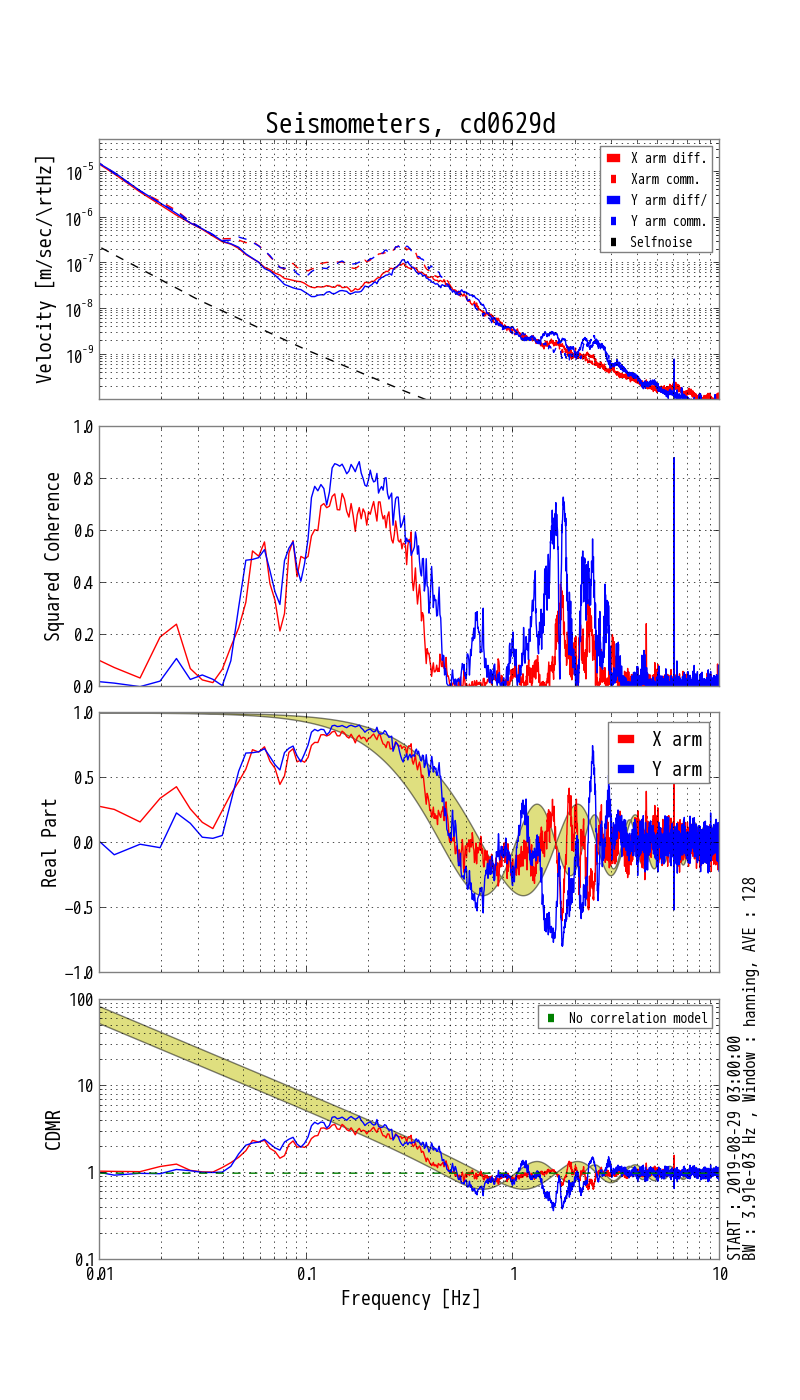 Seismometers, cd0629d
Velocity [m/sec/\rtHz]
10^-5
10^-6
10^-7
10^-8
10^-9
X arm diff.
Xarm comm.
Y arm diff/
Y arm comm.
Selfnoise
Squared Coherence
1.0
0.8
0.6
0.4
0.2
0.0
Real Part
1.0
0.5
0.0
−0.5
−1.0
X arm
Y arm
CDMR
100
10
1
0.1
No correlation model
0.01
0.1
1
10
Frequency [Hz]
START : 2019-08-29 03:00:00
BW : 3.91e-03 Hz , Window : hanning, AVE : 128